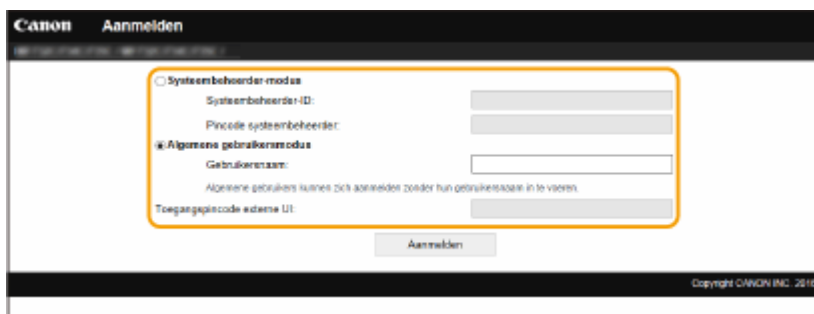 Canon Aanmelden
Systeembeheerder-modus
Systeembeheerder-ID:
Pincode systeembeheerder:
Algemene gebruikersmodus
Gebruikersnaam:
Algemene gebruikers kunnen zich aanmelden zonder hun gebruikersnaam in te voeren.
Toegangspincode externe UI:
Aanmelden
Copyright CANON INC. 2016